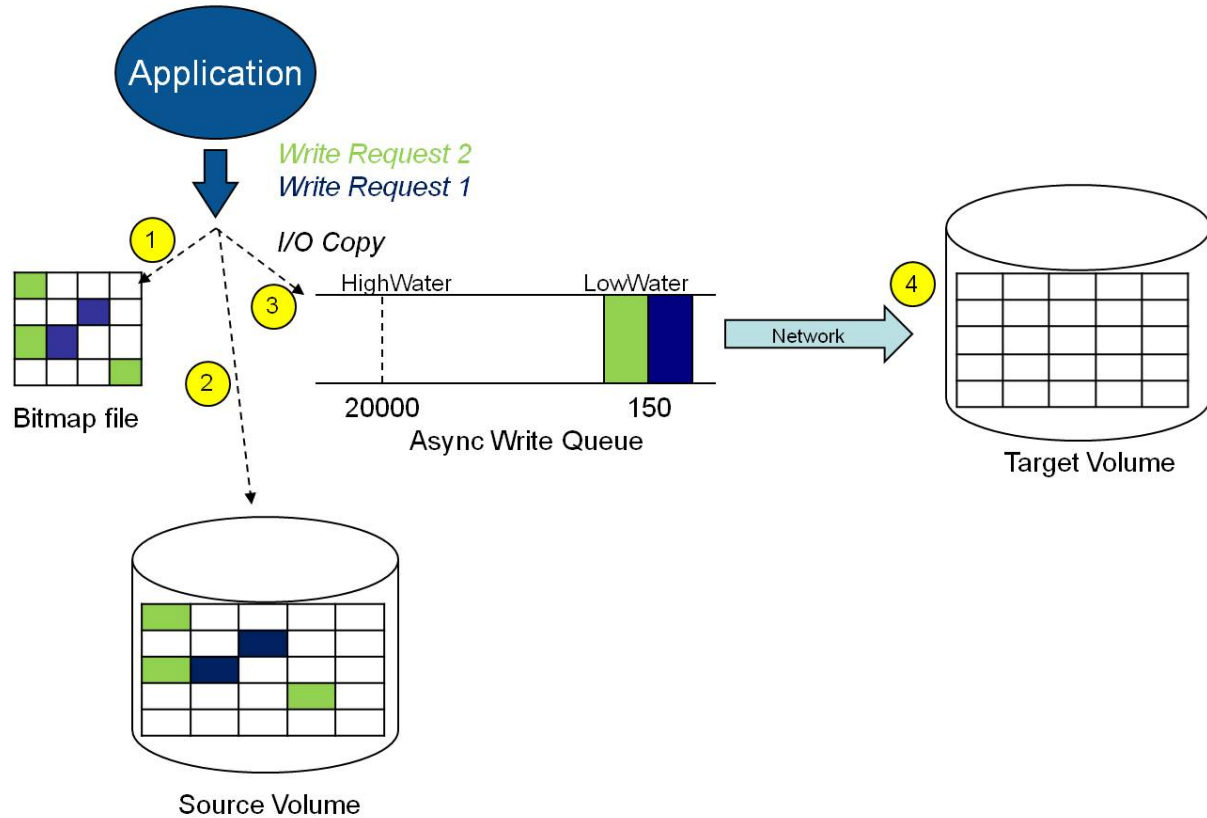 Application
Write Request 2
Write Request 1
1
I/O Copy
3
HighWater
LowWater
4
Network
2
Bitmap file
20000
150
Async Write Queue
Target Volume
Source Volume